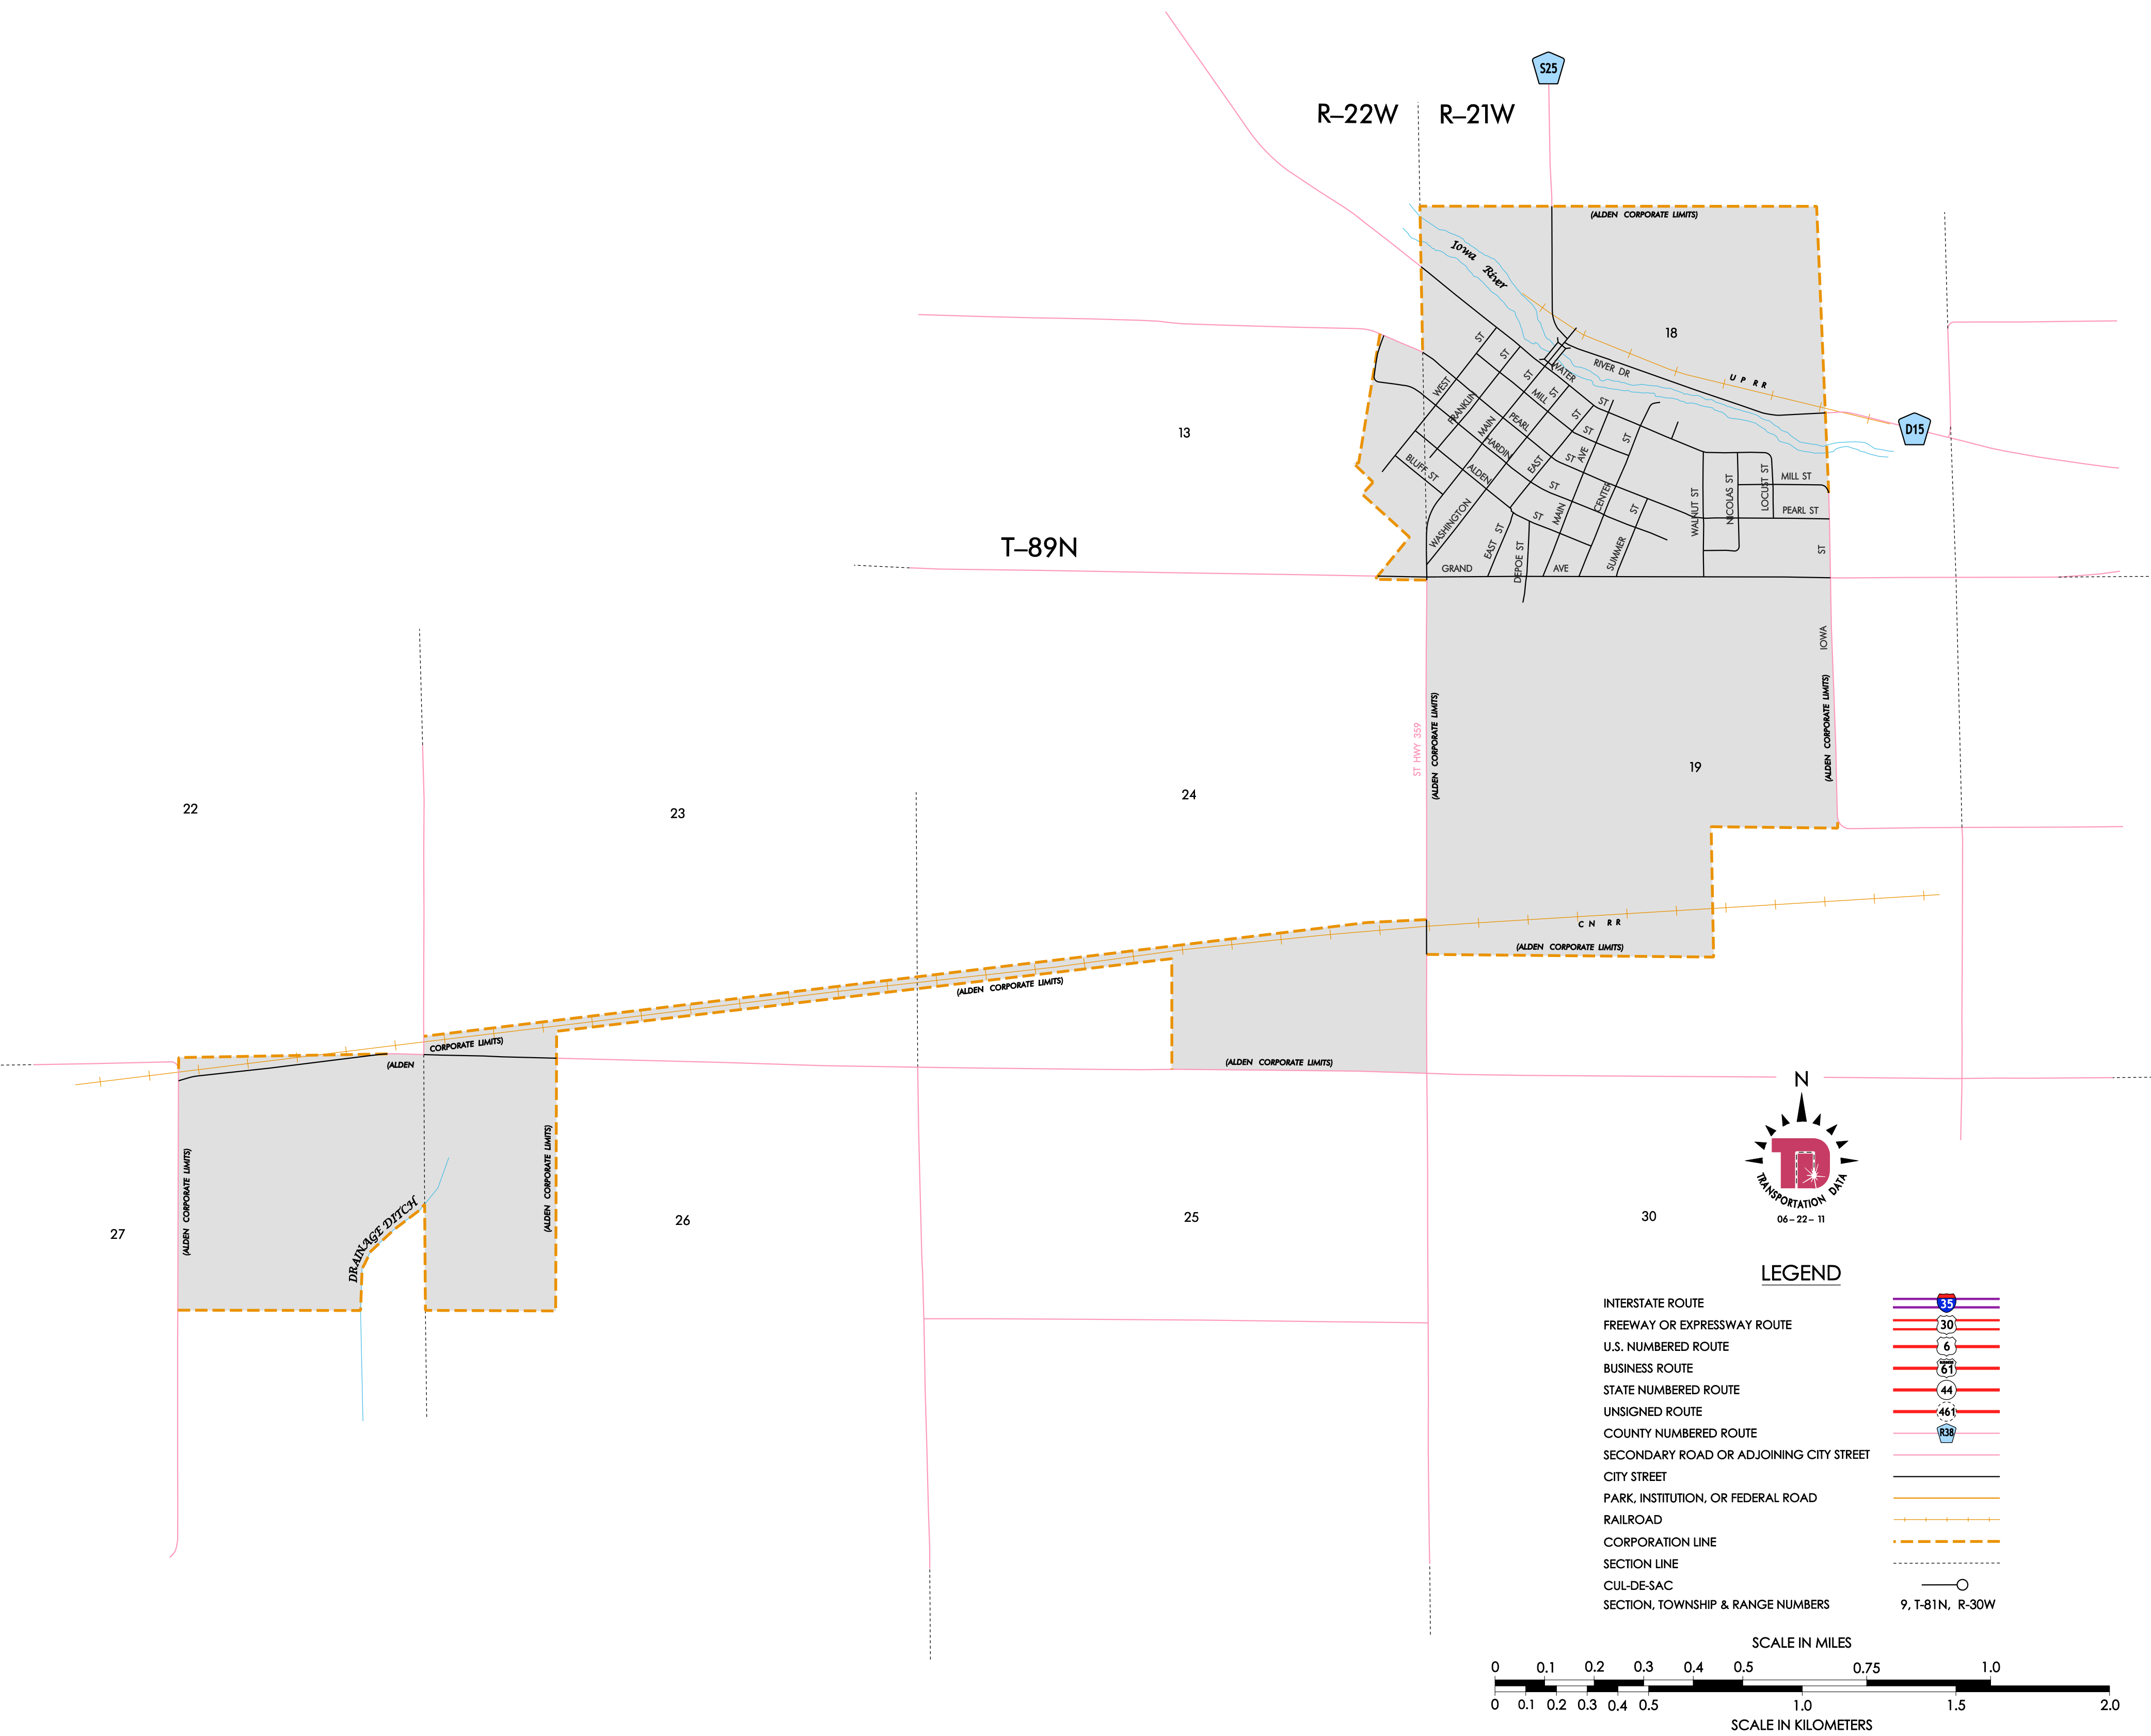 S25
R–22W R–21W
(ALDEN CORPORATE LIMITS)
Iowa River
18
RIVER DR
U P RR
D15
13
WATER ST
WEST ST
FRANKLIN ST
MAIN ST
MILL ST
PEARL ST
HARDIN ST
ALDEN ST
BLUFF ST
EAST ST
WASHINGTON ST
MAIN AVE
CENTER ST
SUMMER ST
WALNUT ST
NICOLAS ST
LOCUST ST
MILL ST
PEARL ST
EAST ST
DEPOE ST
GRAND AVE
T–89N
IOWA ST
(ALDEN CORPORATE LIMITS)
ST HWY 359
(ALDEN CORPORATE LIMITS)
19
22
23
24
C N RR
(ALDEN CORPORATE LIMITS)
(ALDEN CORPORATE LIMITS)
(ALDEN CORPORATE LIMITS)
(ALDEN CORPORATE LIMITS)
(ALDEN CORPORATE LIMITS)
(ALDEN CORPORATE LIMITS)
DRAINAGE DITCH
27
26
25
30
N
TD
TRANSPORTATION DATA
06–22–11
LEGEND
INTERSTATE ROUTE 35
FREEWAY OR EXPRESSWAY ROUTE 30
U.S. NUMBERED ROUTE 6
BUSINESS ROUTE 61
STATE NUMBERED ROUTE 44
UNSIGNED ROUTE 461
COUNTY NUMBERED ROUTE R38
SECONDARY ROAD OR ADJOINING CITY STREET
CITY STREET
PARK, INSTITUTION, OR FEDERAL ROAD
RAILROAD
CORPORATION LINE
SECTION LINE
CUL-DE-SAC
SECTION, TOWNSHIP & RANGE NUMBERS 9, T-81N, R-30W
SCALE IN MILES
0 0.1 0.2 0.3 0.4 0.5 0.75 1.0
0 0.1 0.2 0.3 0.4 0.5 1.0 1.5 2.0
SCALE IN KILOMETERS